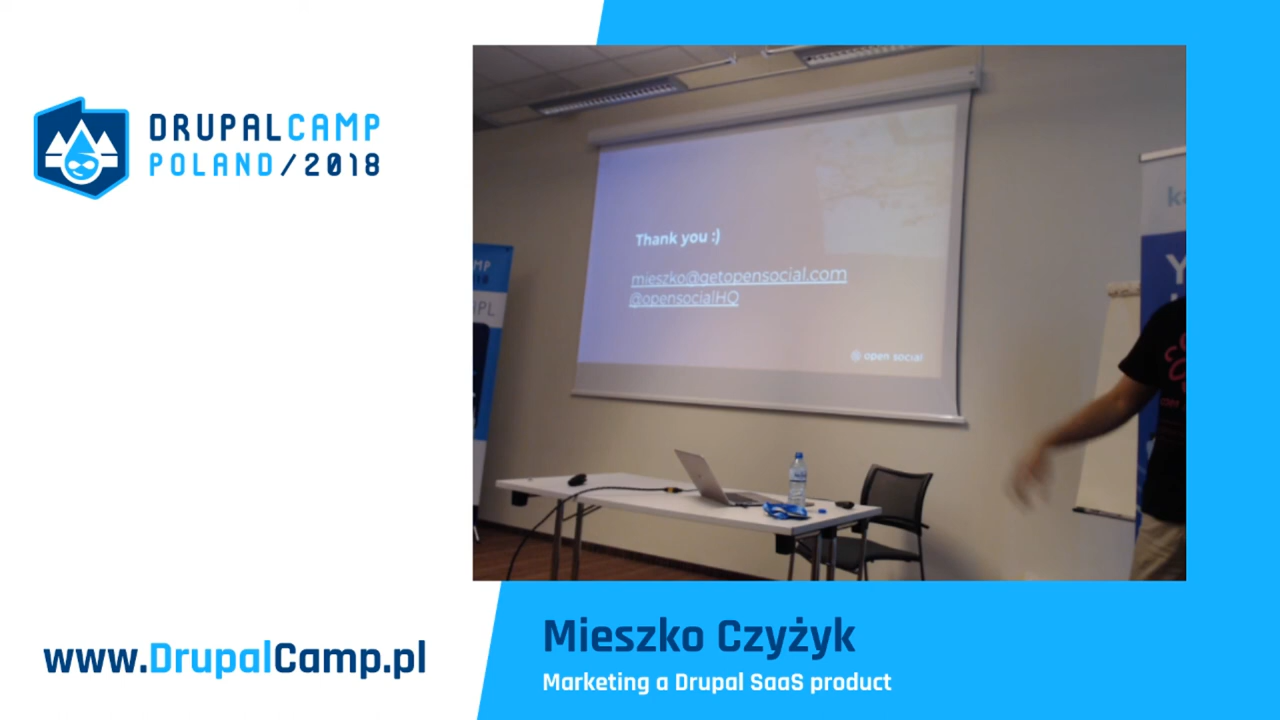 DRUPALCAMP
POLAND/2018
Thank you :)
mieszko@getopensocial.com
@opensocialHQ
open social
www.DrupalCamp.pl
Mieszko Czyżyk
Marketing a Drupal SaaS product